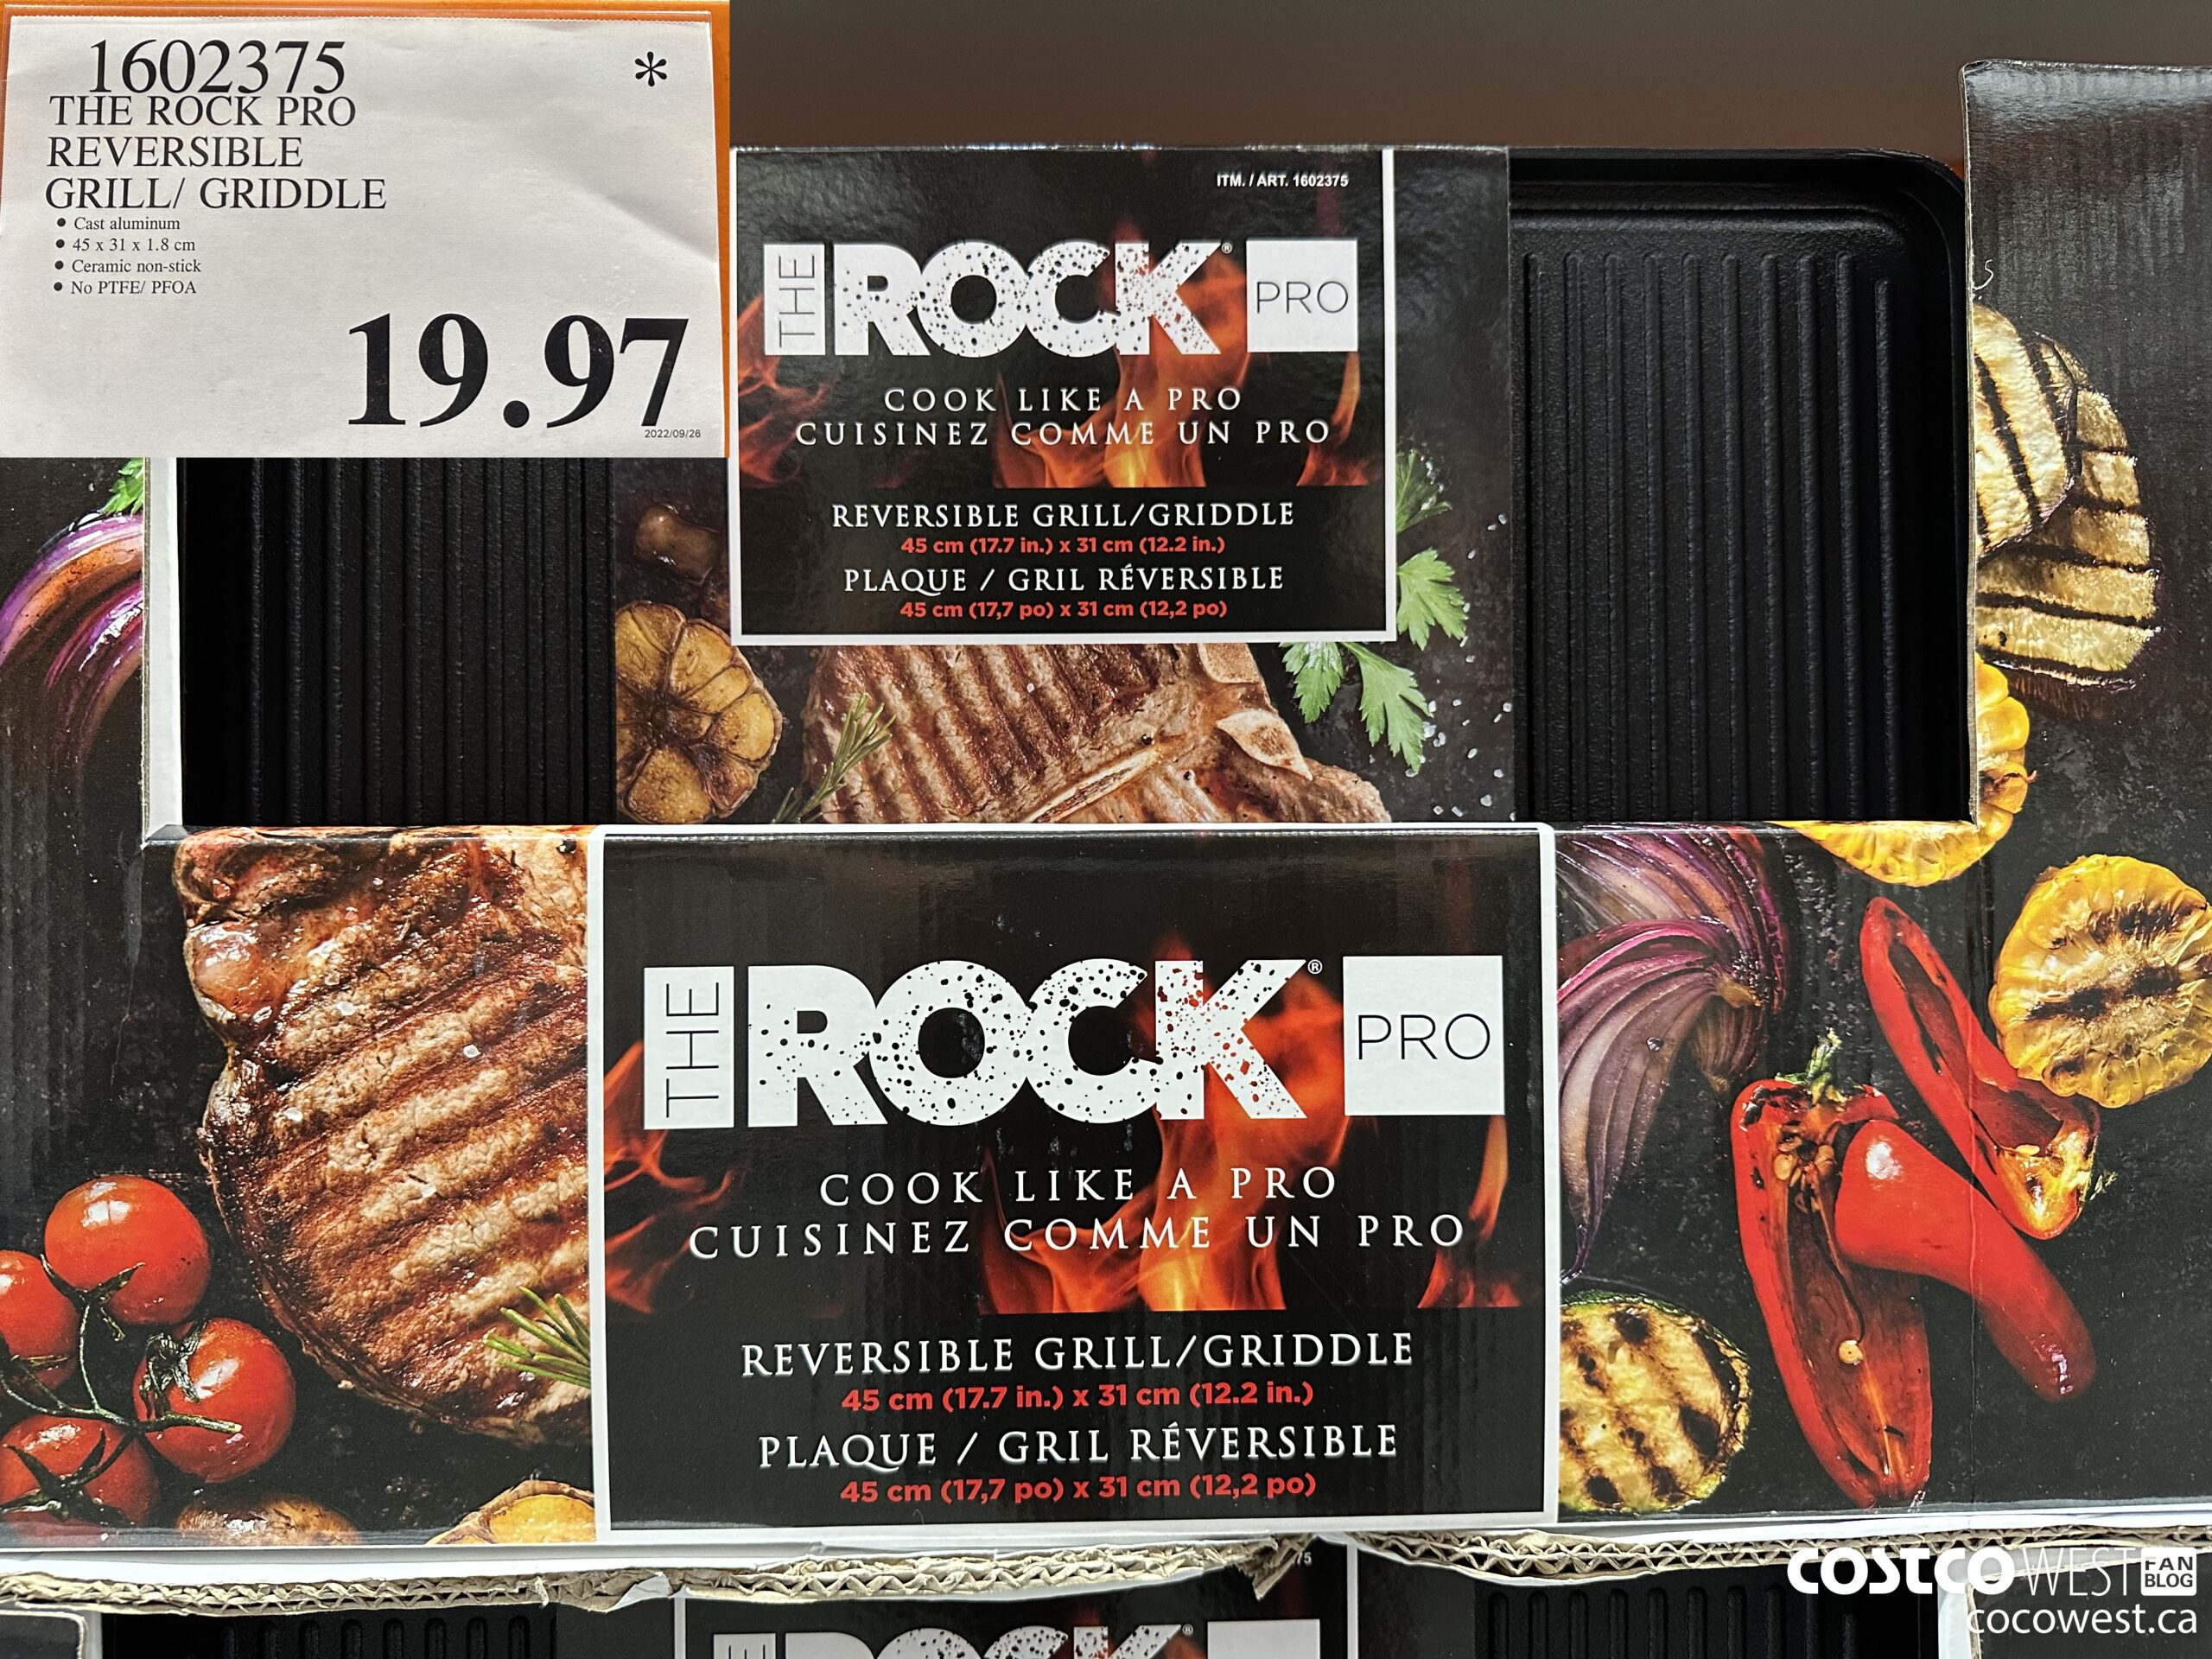 1602375 *
THE ROCK PRO
REVERSIBLE
GRILL/ GRIDDLE
• Cast aluminum
• 45 x 31 x 1.8 cm
• Ceramic non-stick
• No PTFE/ PFOA
19.97
2022/09/26
ITM. / ART. 1602375
THE ROCK® PRO
COOK LIKE A PRO
CUISINEZ COMME UN PRO
REVERSIBLE GRILL/GRIDDLE
45 cm (17.7 in.) x 31 cm (12.2 in.)
PLAQUE / GRIL RÉVERSIBLE
45 cm (17,7 po) x 31 cm (12,2 po)
THE ROCK® PRO
COOK LIKE A PRO
CUISINEZ COMME UN PRO
REVERSIBLE GRILL/GRIDDLE
45 cm (17.7 in.) x 31 cm (12.2 in.)
PLAQUE / GRIL RÉVERSIBLE
45 cm (17,7 po) x 31 cm (12,2 po)
75
ROCK®
COSTCO WEST FAN BLOG
cocowest.ca